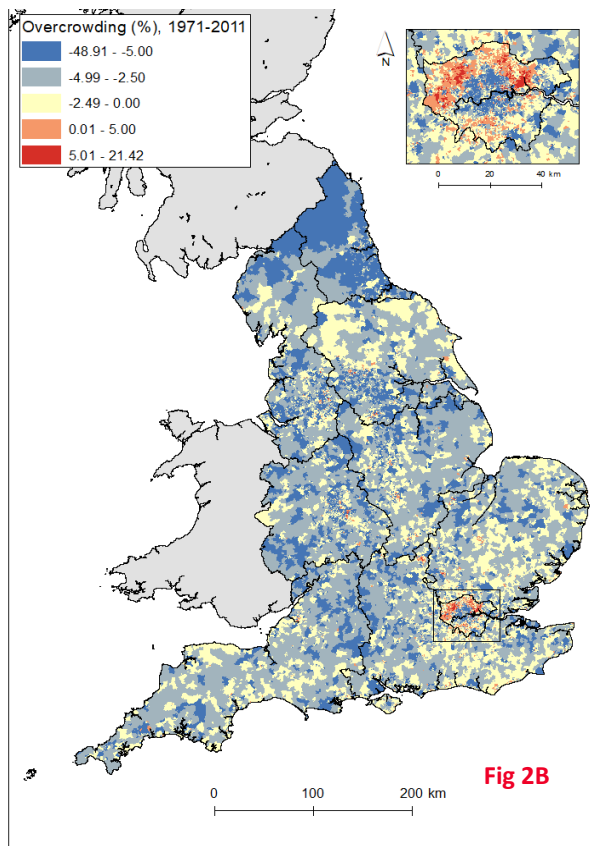 Overcrowding (%), 1971-2011
-48.91 - -5.00
-4.99 - -2.50
-2.49 - 0.00
0.01 - 5.00
5.01 - 21.42
N
0 20 40 km
Fig 2B
0 100 200 km